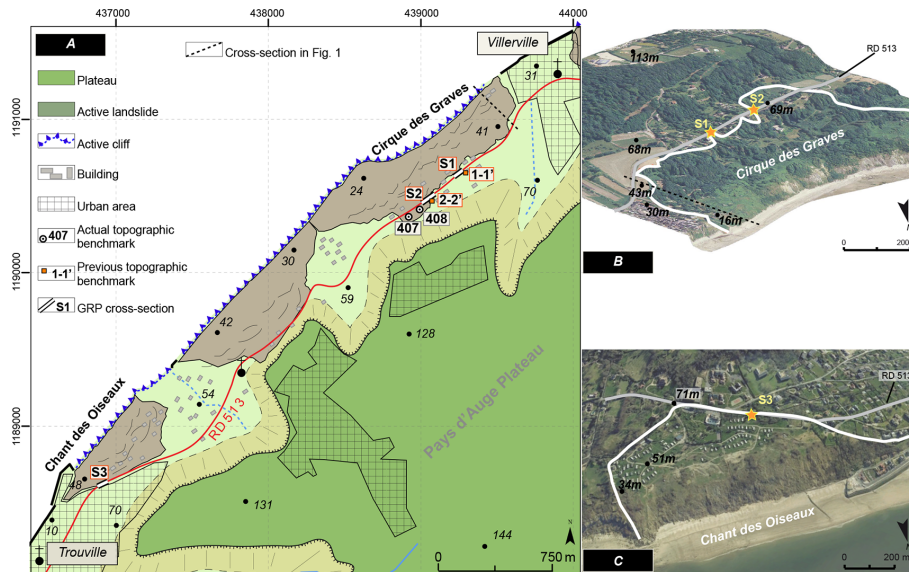 437000
438000
439000
44000
1191000
1190000
1189000
A
Cross-section in Fig. 1
Plateau
Active landslide
Active cliff
Building
Urban area
407
Actual topographic
benchmark
1-1'
Previous topographic
benchmark
S1
GRP cross-section
Villerville
31
Cirque des Graves
41
S1
1-1'
24
S2
2-2'
70
408
407
30
59
42
128
54
Chant des Oiseaux
RD513
Pays d'Auge Plateau
S3
48
70
10
131
144
Trouville
N
0
750 m
113m
RD 513
S2
69m
S1
68m
Cirque des Graves
43m
30m
16m
B
0
200 m
71m
S3
RD 513
51m
34m
Chant des Oiseaux
C
0
200 m